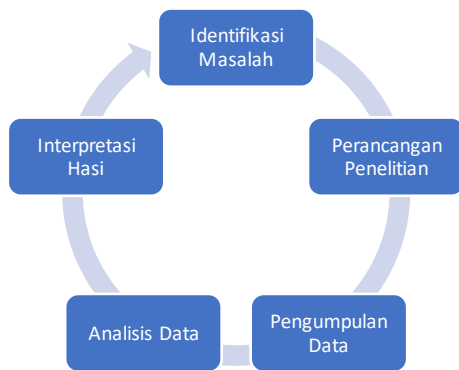 Identifikasi
Masalah
Perancangan
Penelitian
Pengumpulan
Data
Analisis Data
Interpretasi
Hasi